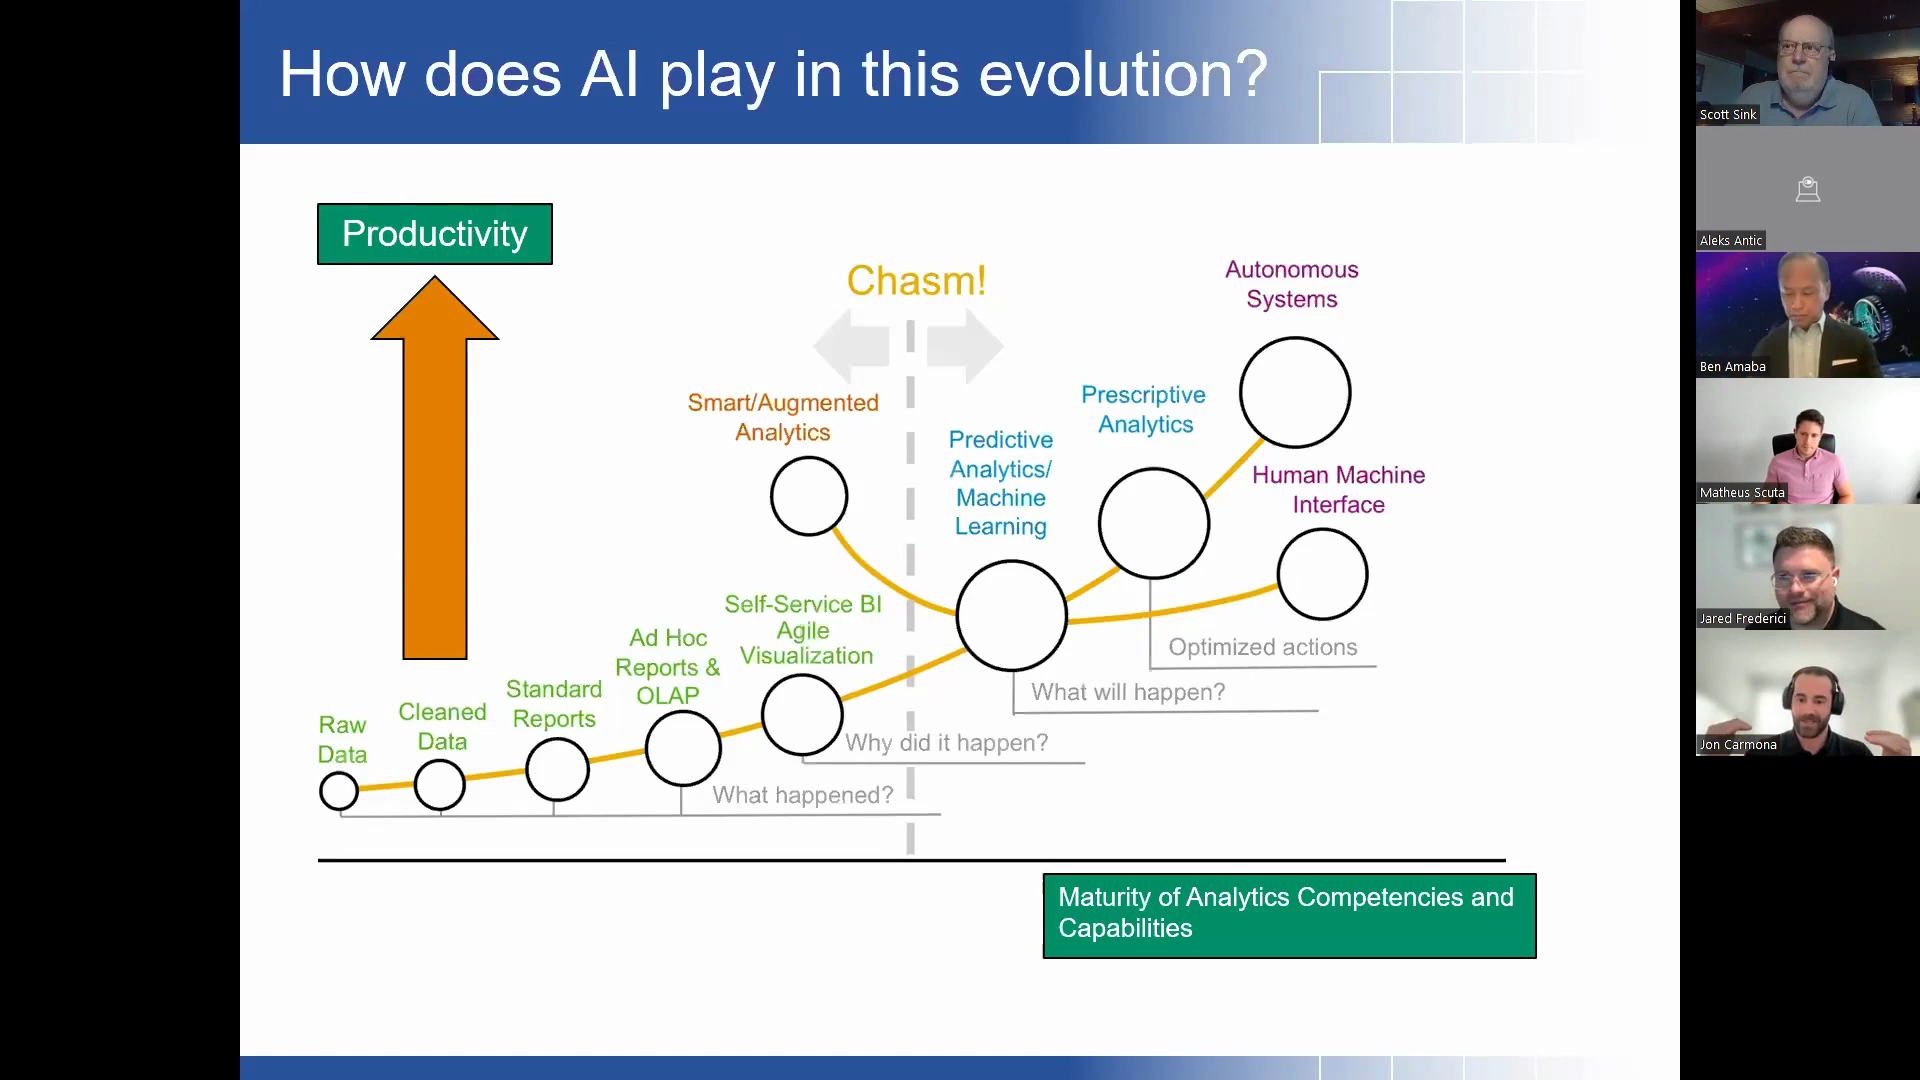 How does AI play in this evolution?
Productivity
Chasm!
Autonomous
Systems
Smart/Augmented
Analytics
Prescriptive
Analytics
Predictive
Analytics/
Machine
Learning
Human Machine
Interface
Self-Service BI
Agile
Visualization
Ad Hoc
Reports &
OLAP
Standard
Reports
Cleaned
Data
Raw
Data
Optimized actions
What will happen?
Why did it happen?
What happened?
Maturity of Analytics Competencies and
Capabilities
Scott Sink
Aleks Antic
Ben Amaba
Matheus Scuta
Jared Frederici
Jon Carmona